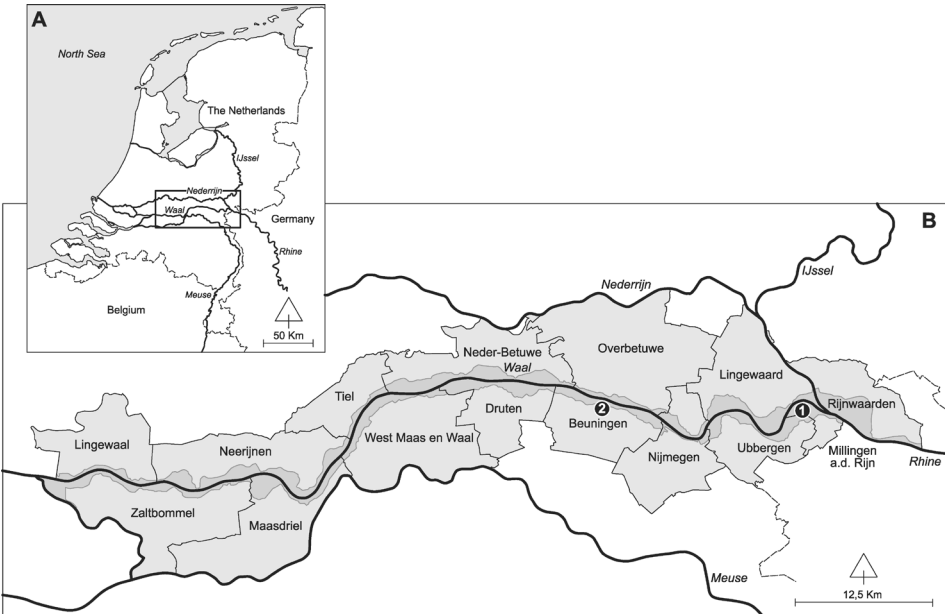 A
North Sea
The Netherlands
IJssel
Nederrijn
Waal
Germany
Rhine
Meuse
Belgium
50 Km
B
IJssel
Nederrijn
Neder-Betuwe
Waal
Overbetuwe
Lingewaard
Tiel
Druten
2
Beuningen
1
Rijnwaarden
Lingewaal
Neerijnen
West Maas en Waal
Nijmegen
Ubbergen
Millingen
a.d. Rijn
Rhine
Zaltbommel
Maasdriel
Meuse
12,5 Km